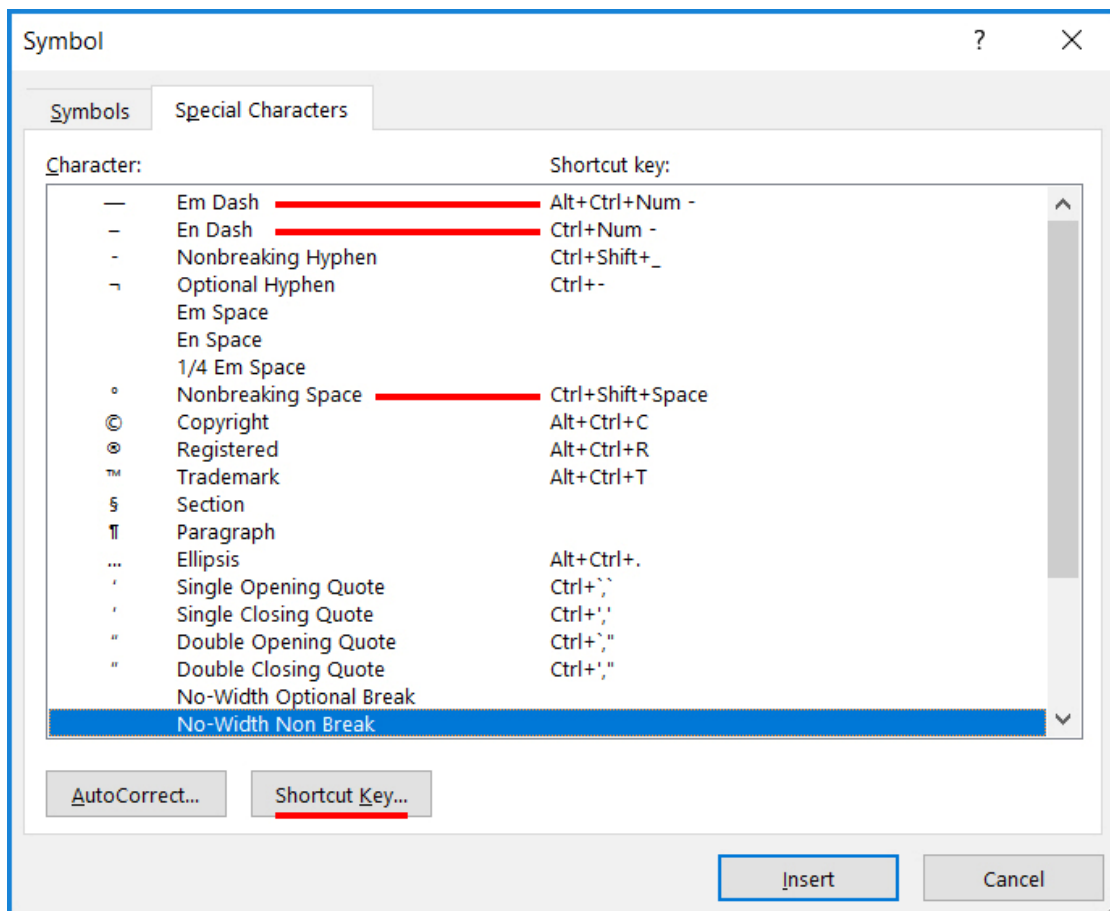 Symbol ?
Symbols Special Characters
Character: Shortcut key:
— Em Dash Alt+Ctrl+Num -
– En Dash Ctrl+Num -
- Nonbreaking Hyphen Ctrl+Shift+_
¬ Optional Hyphen Ctrl+-
Em Space
En Space
1/4 Em Space
° Nonbreaking Space Ctrl+Shift+Space
© Copyright Alt+Ctrl+C
® Registered Alt+Ctrl+R
™ Trademark Alt+Ctrl+T
§ Section
¶ Paragraph
… Ellipsis Alt+Ctrl+.
‘ Single Opening Quote Ctrl+`,`
’ Single Closing Quote Ctrl+','
“ Double Opening Quote Ctrl+`,"
” Double Closing Quote Ctrl+',"
No-Width Optional Break
No-Width Non Break
AutoCorrect... Shortcut Key...
Insert Cancel